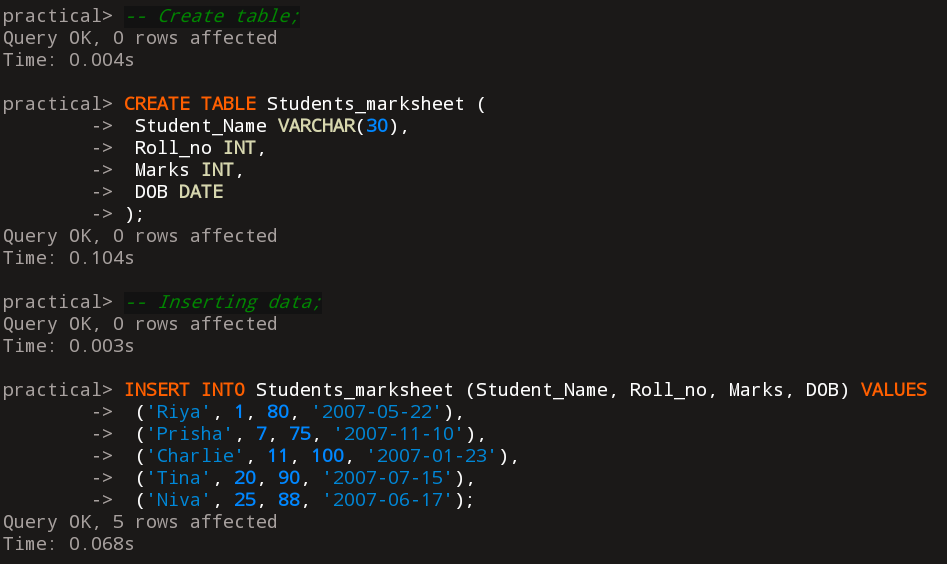 practical> -- Create table;
Query OK, 0 rows affected
Time: 0.004s
practical> CREATE TABLE Students_marksheet (
        ->  Student_Name VARCHAR(30),
        ->  Roll_no INT,
        ->  Marks INT,
        ->  DOB DATE
        -> );
Query OK, 0 rows affected
Time: 0.104s
practical> -- Inserting data;
Query OK, 0 rows affected
Time: 0.003s
practical> INSERT INTO Students_marksheet (Student_Name, Roll_no, Marks, DOB) VALUES
        ->  ('Riya', 1, 80, '2007-05-22'),
        ->  ('Prisha', 7, 75, '2007-11-10'),
        ->  ('Charlie', 11, 100, '2007-01-23'),
        ->  ('Tina', 20, 90, '2007-07-15'),
        ->  ('Niva', 25, 88, '2007-06-17');
Query OK, 5 rows affected
Time: 0.068s